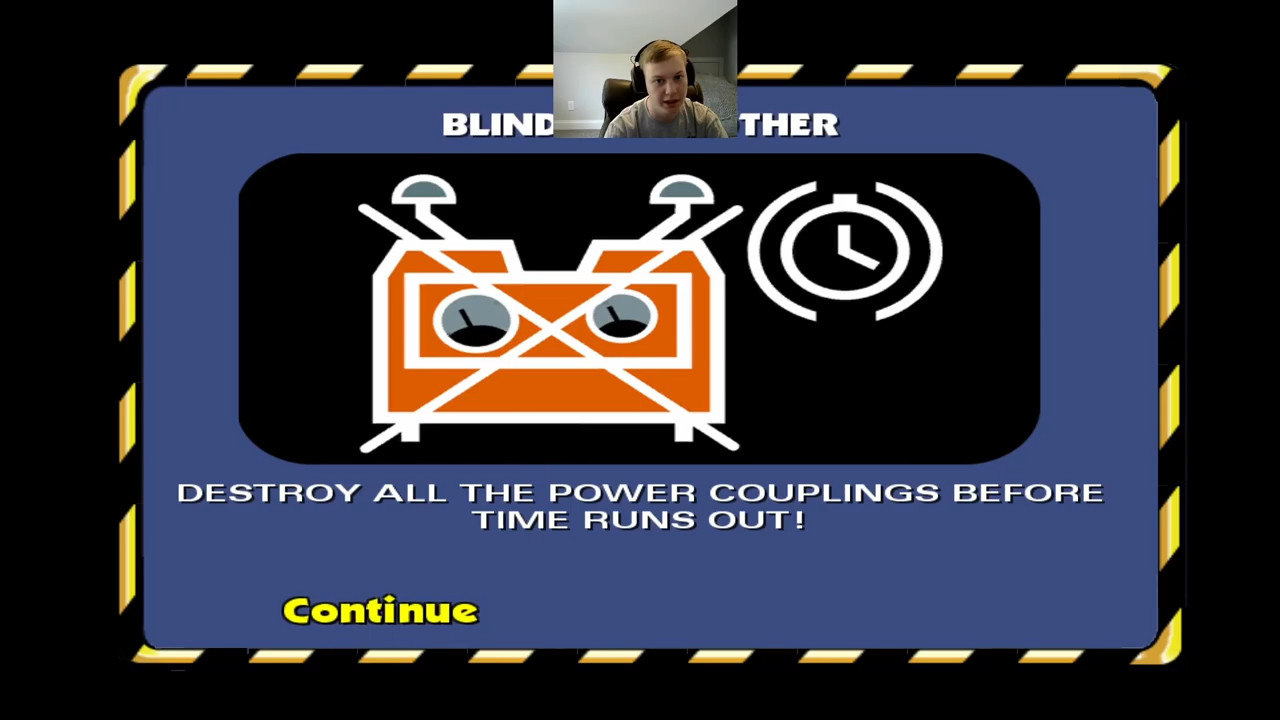 BLIND THER
DESTROY ALL THE POWER COUPLINGS BEFORE
TIME RUNS OUT!
Continue